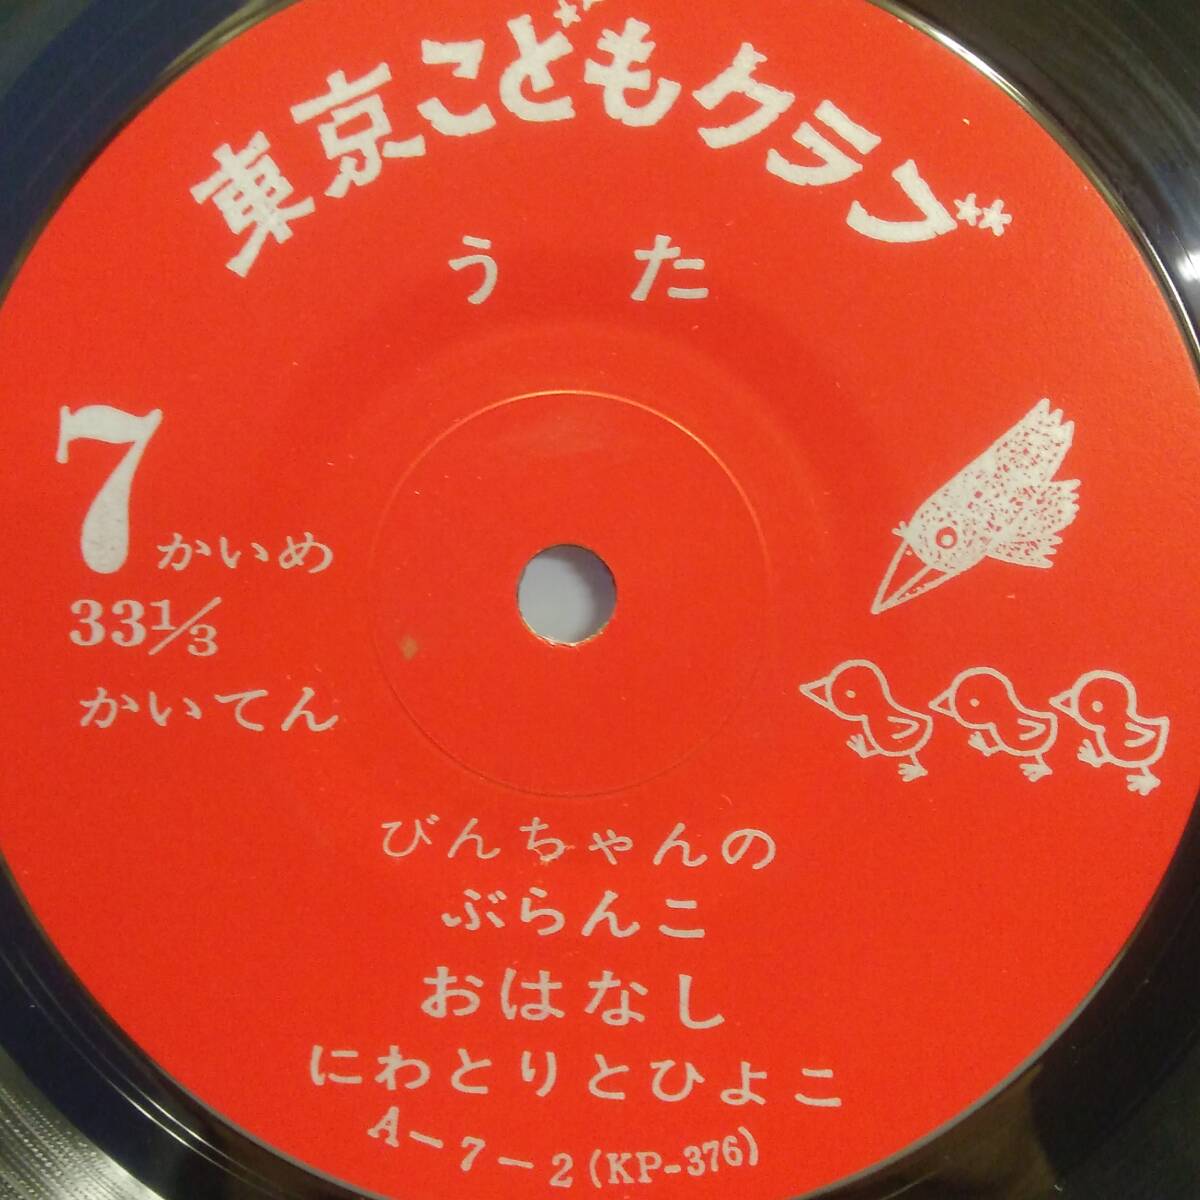 東京こどもクラブ
うた
7かいめ
33⅓
かいてん
びんちゃんの
ぶらんこ
おはなし
にわとりとひよこ
A-7-2(KP-376)